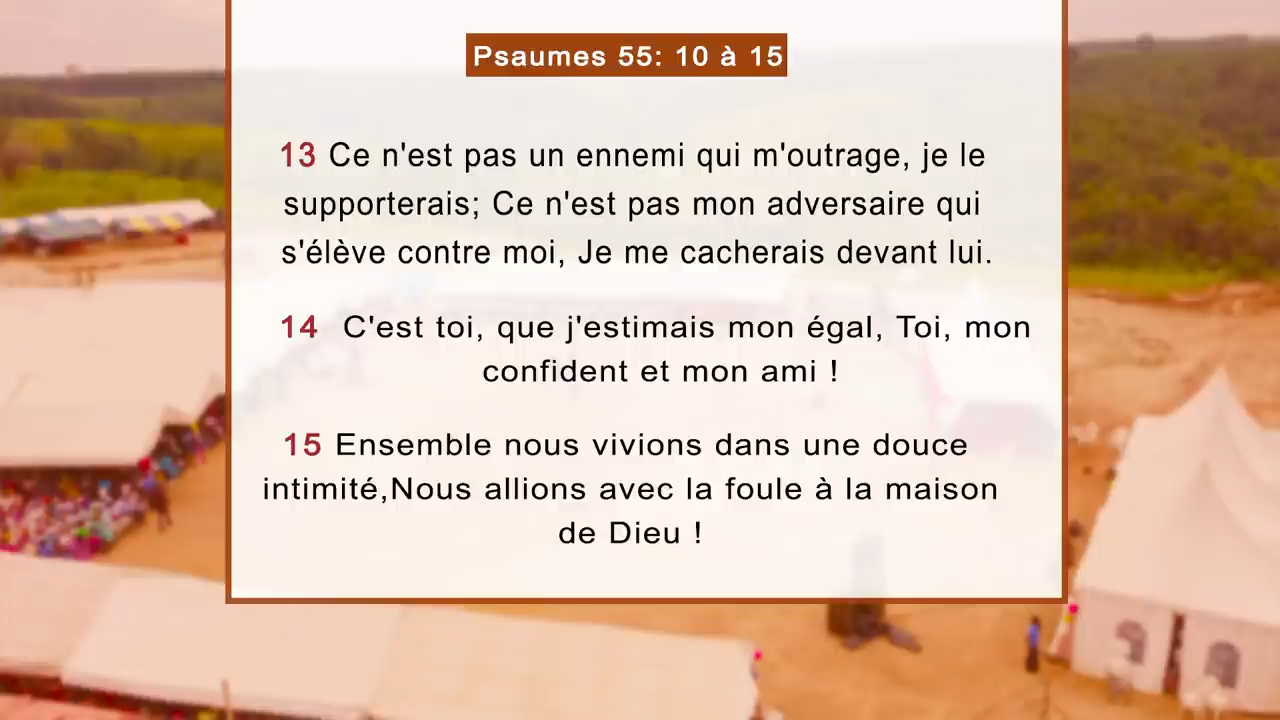 Psaumes 55: 10 à 15
13 Ce n'est pas un ennemi qui m'outrage, je le
supporterais; Ce n'est pas mon adversaire qui
s'élève contre moi, Je me cacherais devant lui.
14 C'est toi, que j'estimais mon égal, Toi, mon
confident et mon ami !
15 Ensemble nous vivions dans une douce
intimité,Nous allions avec la foule à la maison
de Dieu !